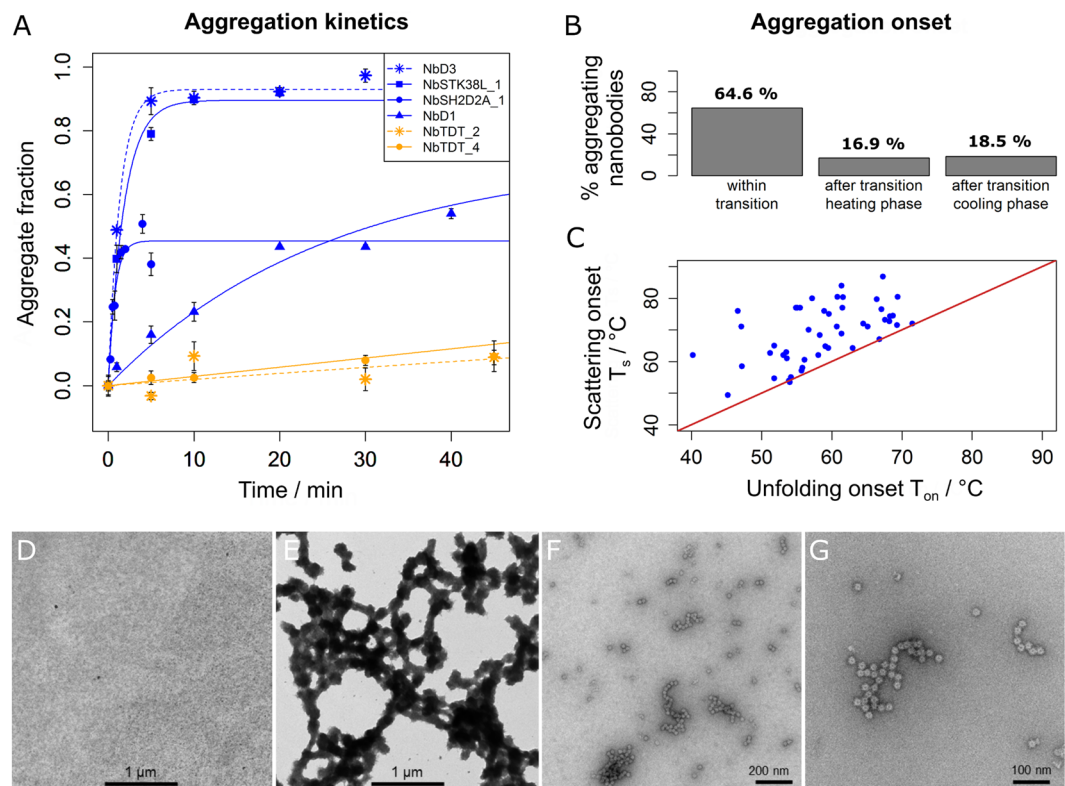 A
Aggregation kinetics
Aggregate fraction
0.0
0.2
0.4
0.6
0.8
1.0
NbD3
NbSTK38L_1
NbSH2D2A_1
NbD1
NbTDT_2
NbTDT_4
0
10
20
30
40
Time / min
B
Aggregation onset
% aggregating
nanobodies
0
40
80
64.6 %
16.9 %
18.5 %
within
transition
after transition
heating phase
after transition
cooling phase
C
Scattering onset
Ts / °C
40
60
80
40
50
60
70
80
90
Unfolding onset Ton / °C
D
1 µm
E
1 µm
F
200 nm
G
100 nm